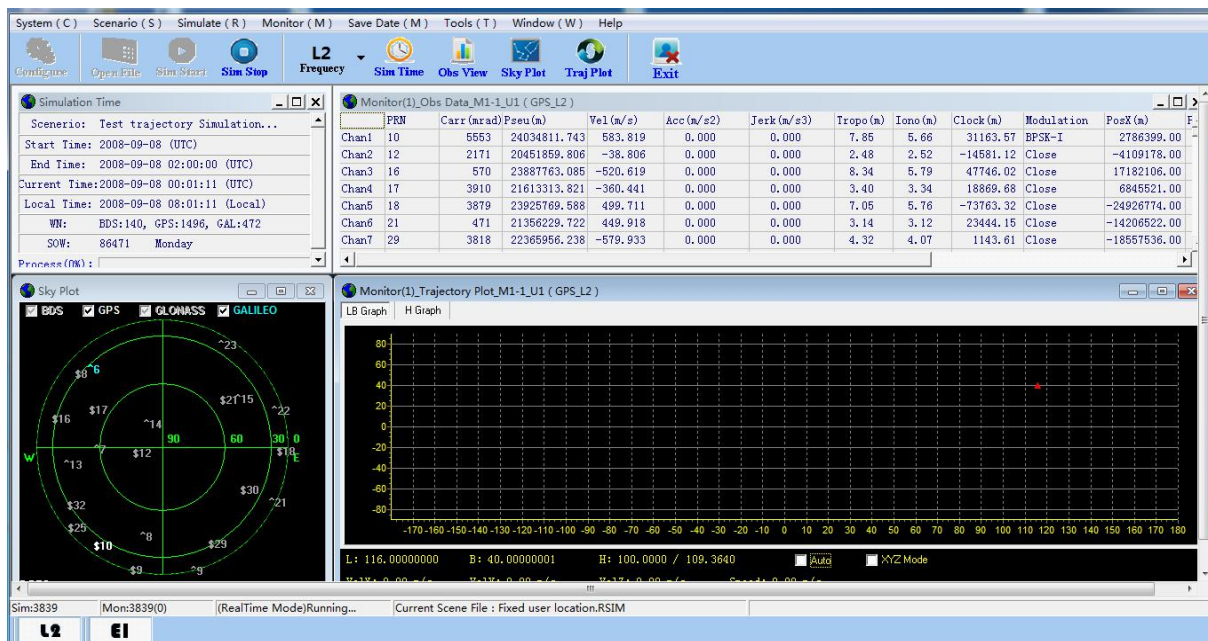 System ( C ) Scenario ( S ) Simulate ( R ) Monitor ( M ) Save Date ( M ) Tools ( T ) Window ( W ) Help
L2
Configure Open File Sim Start Sim Stop Frequecy Sim Time Obs View Sky Plot Traj Plot Exit
Simulation Time
Scenerio: Test trajectory Simulation...
Start Time: 2008-09-08 (UTC)
End Time: 2008-09-08 02:00:00 (UTC)
Current Time:2008-09-08 00:01:11 (UTC)
Local Time: 2008-09-08 08:01:11 (Local)
WN: BDS:140, GPS:1496, GAL:472
SOW: 86471 Monday
Process(0%):
Monitor(1)_Obs Data_M1-1_U1 ( GPS_L2 )
PRN Carr(mrad) Pseu(m) Vel(m/s) Acc(m/s2) Jerk(m/s3) Tropo(m) Iono(m) Clock(m) Modulation PosX(m)
Chan1 10 5553 24034811.743 583.819 0.000 0.000 7.85 5.66 31163.57 BPSK-I 2786399.00
Chan2 12 2171 20451859.806 -38.806 0.000 0.000 2.48 2.52 -14581.12 Close -4109178.00
Chan3 16 570 23887763.085 -520.619 0.000 0.000 8.34 5.79 47746.02 Close 17182106.00
Chan4 17 3910 21613313.821 -360.441 0.000 0.000 3.40 3.34 18869.68 Close 6845521.00
Chan5 18 3879 23925769.588 499.711 0.000 0.000 7.05 5.76 -73763.32 Close -24926774.00
Chan6 21 471 21356229.722 449.918 0.000 0.000 3.14 3.12 23444.15 Close -14206522.00
Chan7 29 3818 22365956.238 -579.933 0.000 0.000 4.32 4.07 1143.61 Close -18557536.00
Sky Plot
BDS GPS GLONASS GALILEO
^23
$8 ^6
$21 ^15
$16 $17 ^22
^14
90 60 30 0
W ^7 $12 $18 E
^13
$30
$32 ^21
$25
$10 ^8 $29
$9 ^9
Monitor(1)_Trajectory Plot_M1-1_U1 ( GPS_L2 )
LB Graph H Graph
80
60
40
20
0
-20
-40
-60
-80
-170 -160 -150 -140 -130 -120 -110 -100 -90 -80 -70 -60 -50 -40 -30 -20 -10 0 10 20 30 40 50 60 70 80 90 100 110 120 130 140 150 160 170 180
L: 116.00000000 B: 40.00000001 H: 100.0000 / 109.3640 Auto XYZ Mode
Sim:3839 Mon:3839(0) (RealTime Mode)Running... Current Scene File : Fixed user location.RSIM
L2 E1